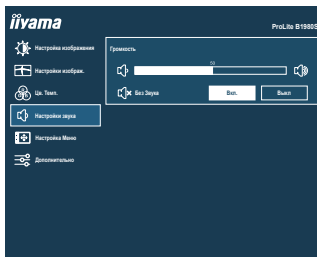 iiyama
ProLite B1980S
Настройка изображения
Громкость
50
Настройки изображ.
Цв. Темп.
Без Звука
Вкл.
Выкл
Настройки звука
Настройка Меню
Дополнительно